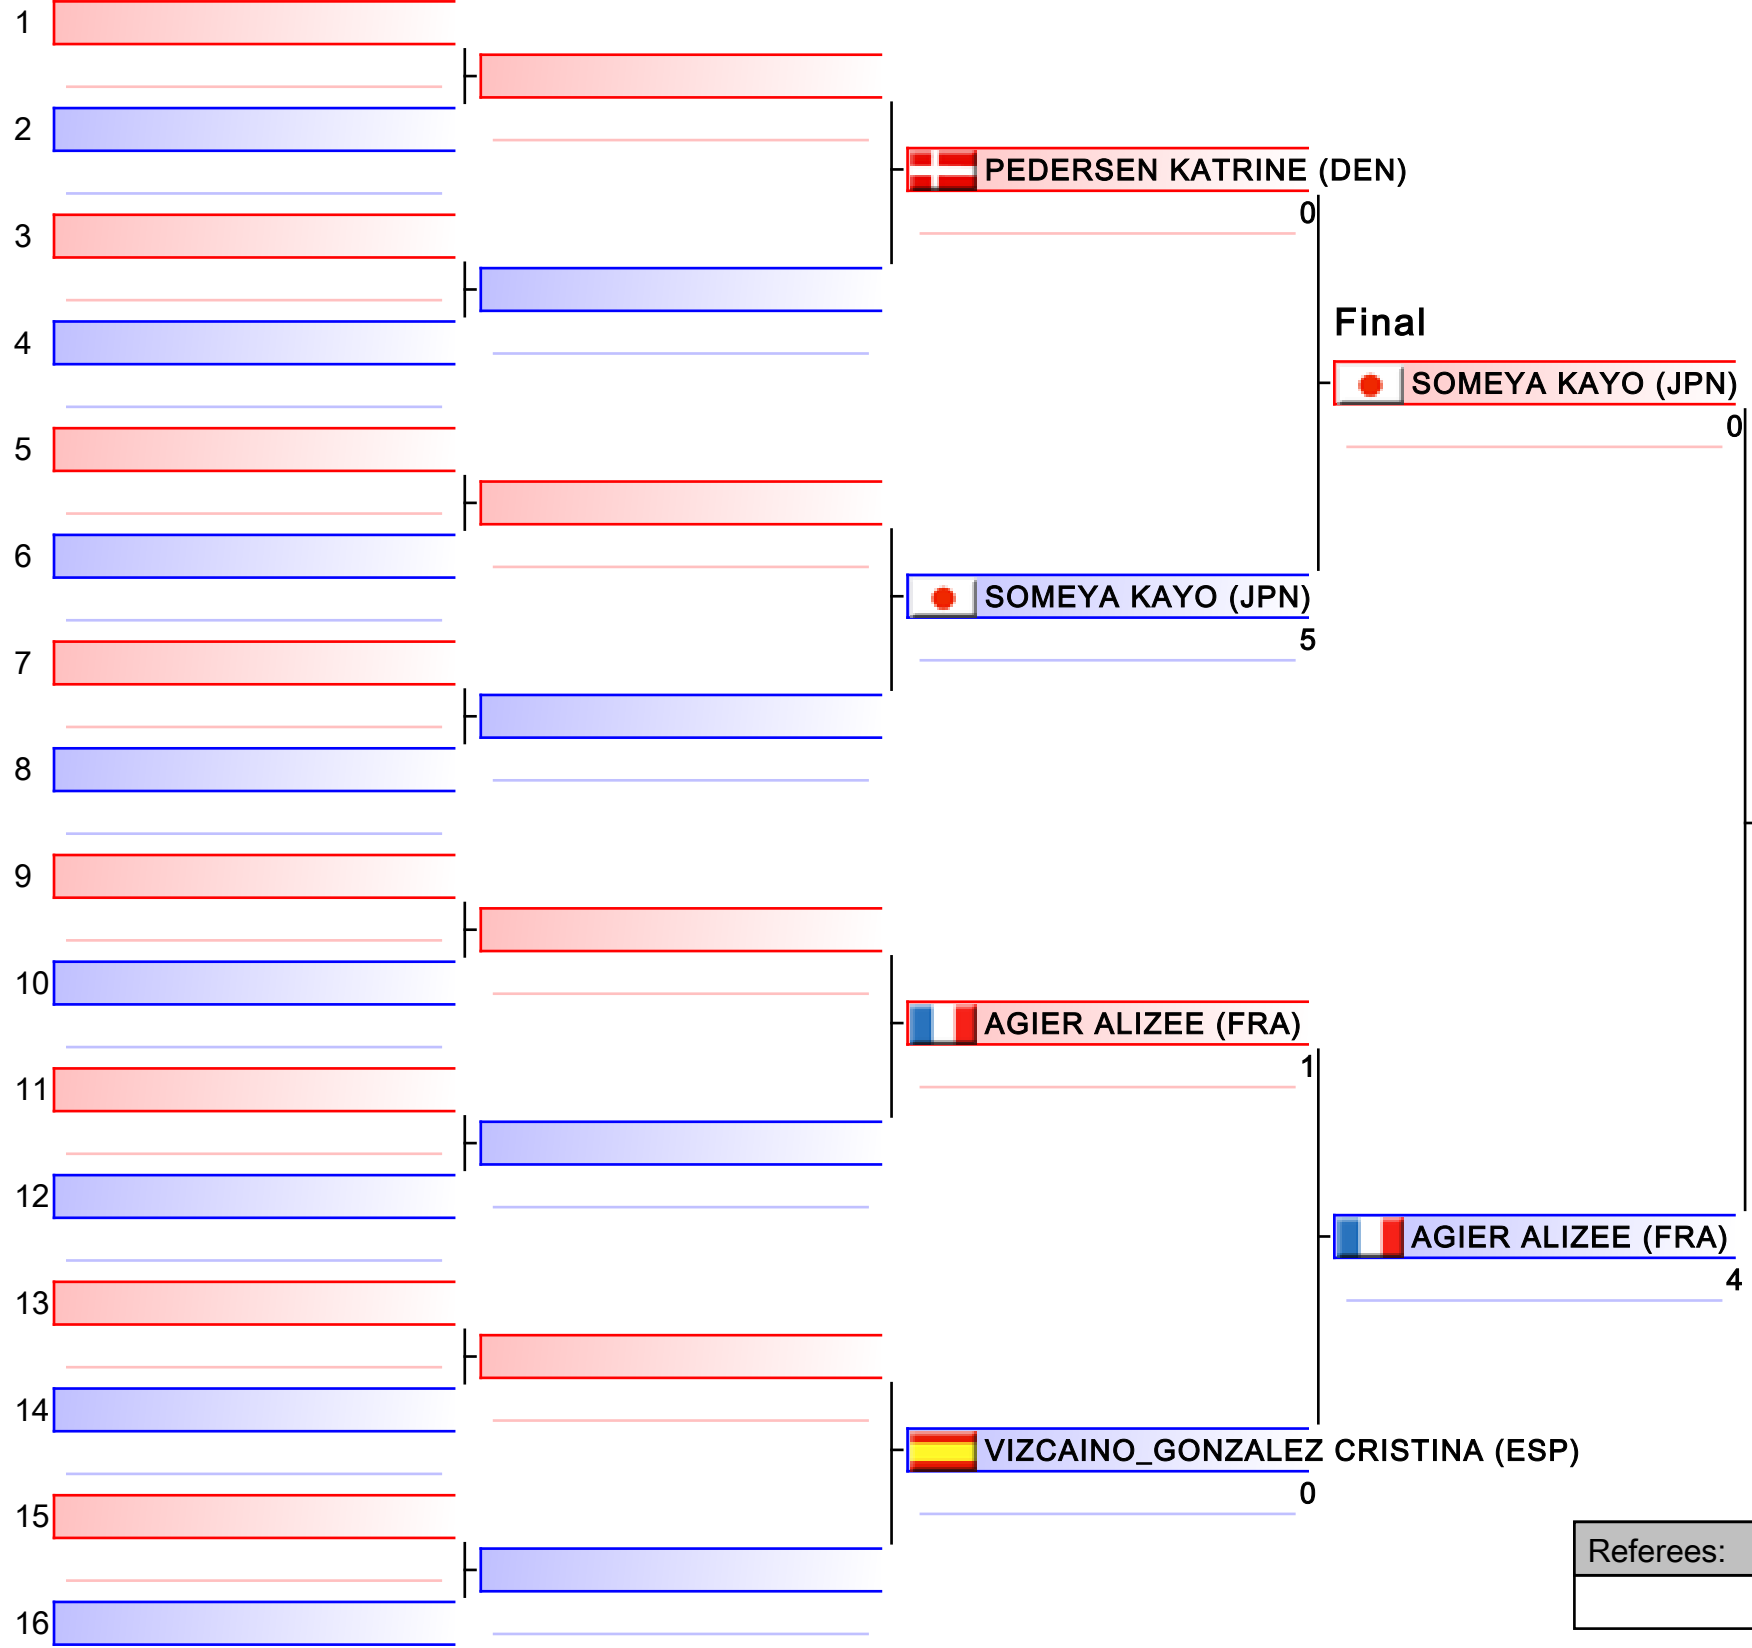 1
2
PEDERSEN KATRINE (DEN)
0
3
Final
4
SOMEYA KAYO (JPN)
0
5
6
SOMEYA KAYO (JPN)
5
7
8
9
10
AGIER ALIZEE (FRA)
1
11
12
AGIER ALIZEE (FRA)
4
13
14
VIZCAINO_GONZALEZ CRISTINA (ESP)
0
15
Referees:
16